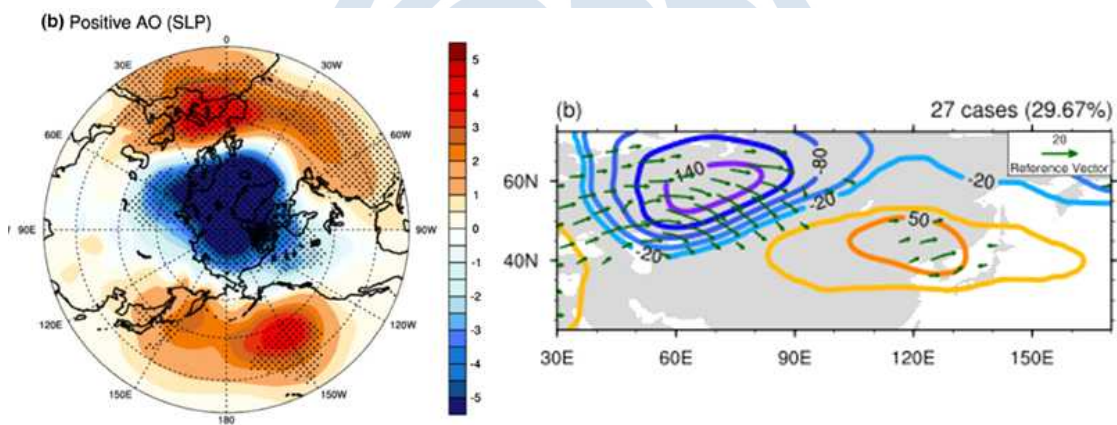 (b) Positive AO (SLP)
0
30E
30W
60E
60W
90E
90W
120E
120W
150E
150W
180
5
4
3
2
1
0
-1
-2
-3
-4
-5
(b)
27 cases (29.67%)
20
Reference Vector
-140
-80
-20
-20
-20
50
60N
40N
30E
60E
90E
120E
150E